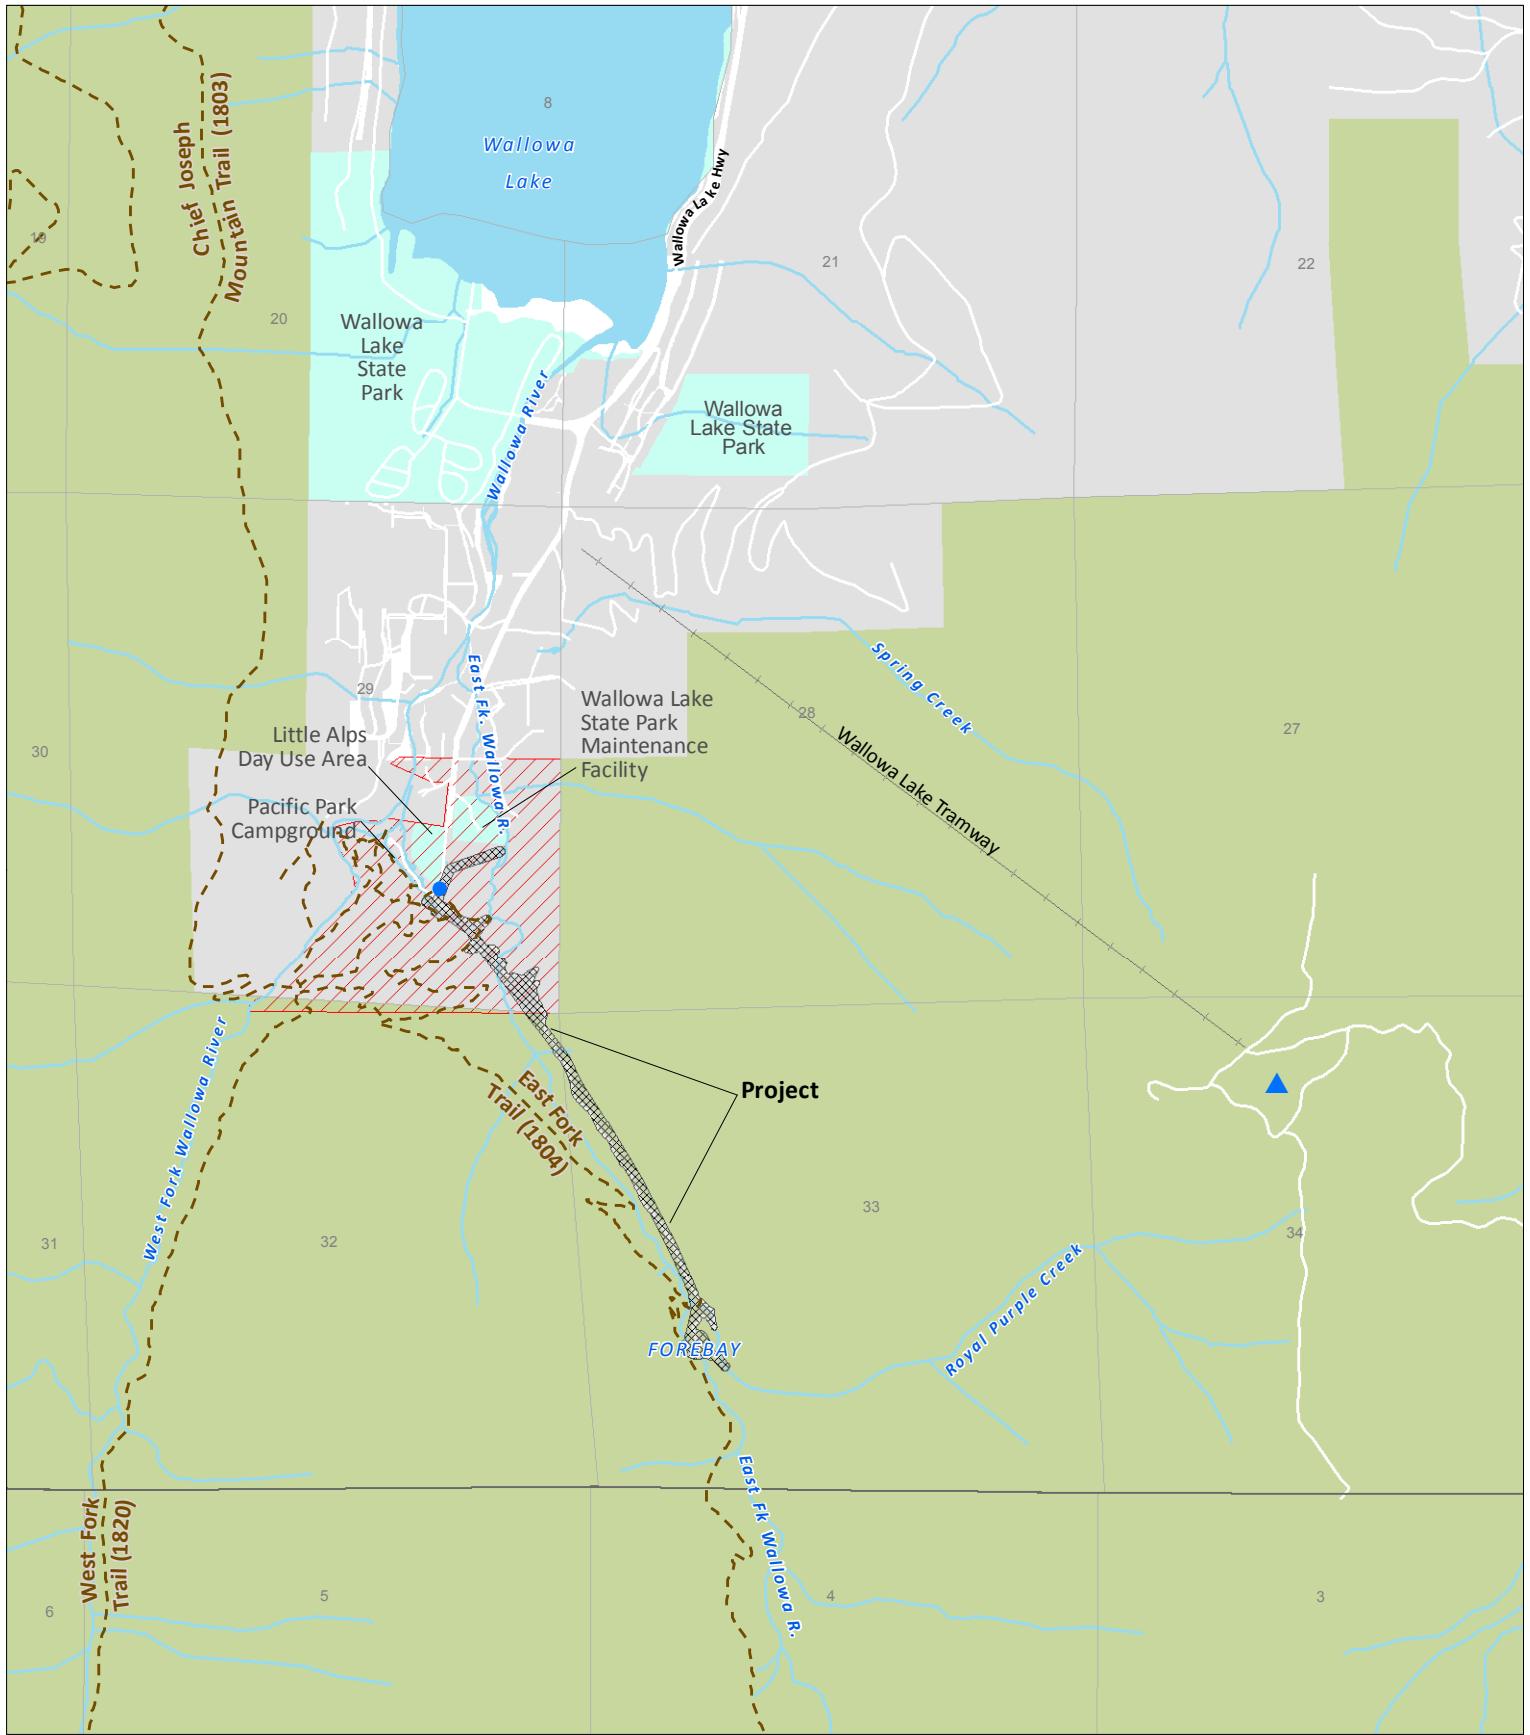 8
Wallowa
Lake
Chief Joseph
Mountain Trail (1803)
Wallowa Lake Hwy
19
20
21
22
Wallowa
Lake
State
Park
Wallowa River
Wallowa
Lake State
Park
29
East Fk. Wallowa R.
Spring Creek
28
27
30
Wallowa Lake Tramway
Little Alps
Day Use Area
Wallowa Lake
State Park
Maintenance
Facility
Pacific Park
Campground
West Fork Wallowa River
East Fork
Trail (1804)
Project
31
32
33
34
Royal Purple Creek
FOREBAY
East Fk Wallowa R.
West Fork
Trail (1820)
6
5
4
3